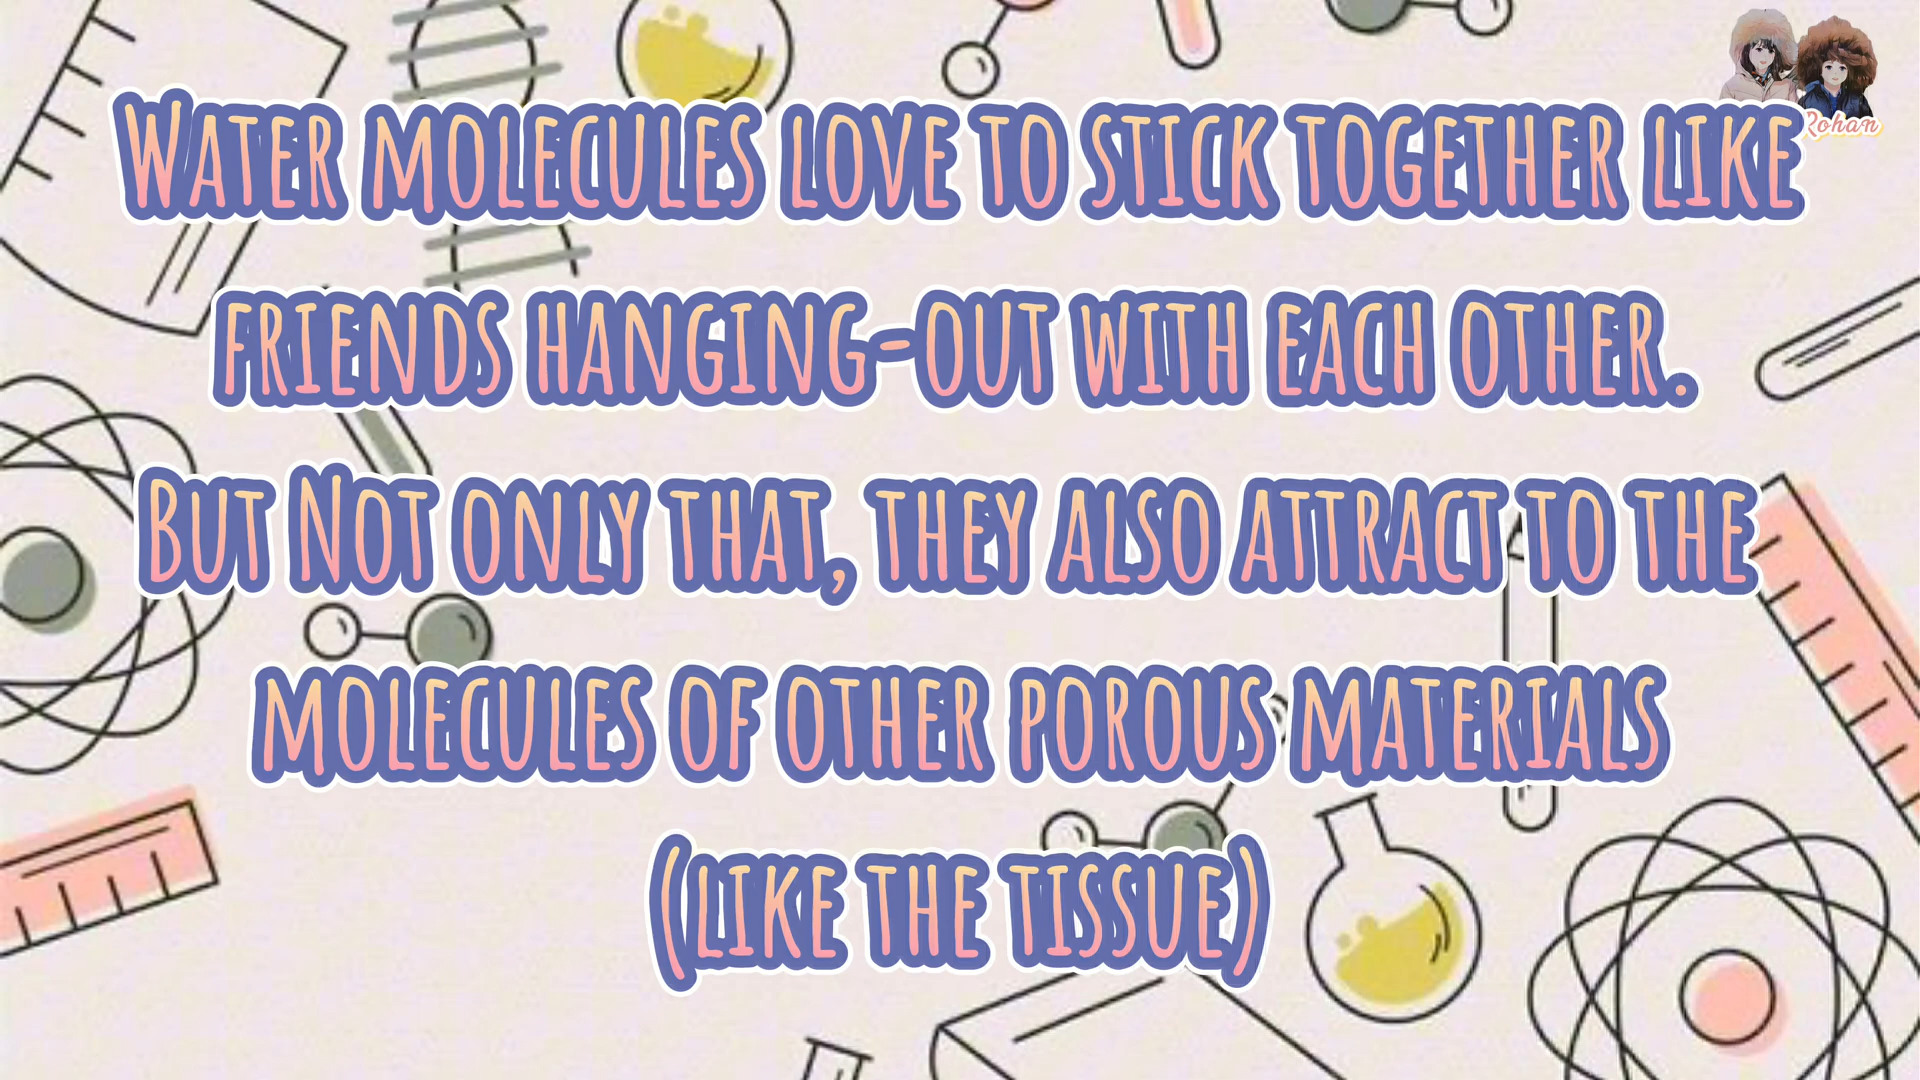 Water molecules love to stick together like
friends hanging-out with each other.
But Not only that, they also attract to the
molecules of other porous materials
(like the tissue)
Rohan